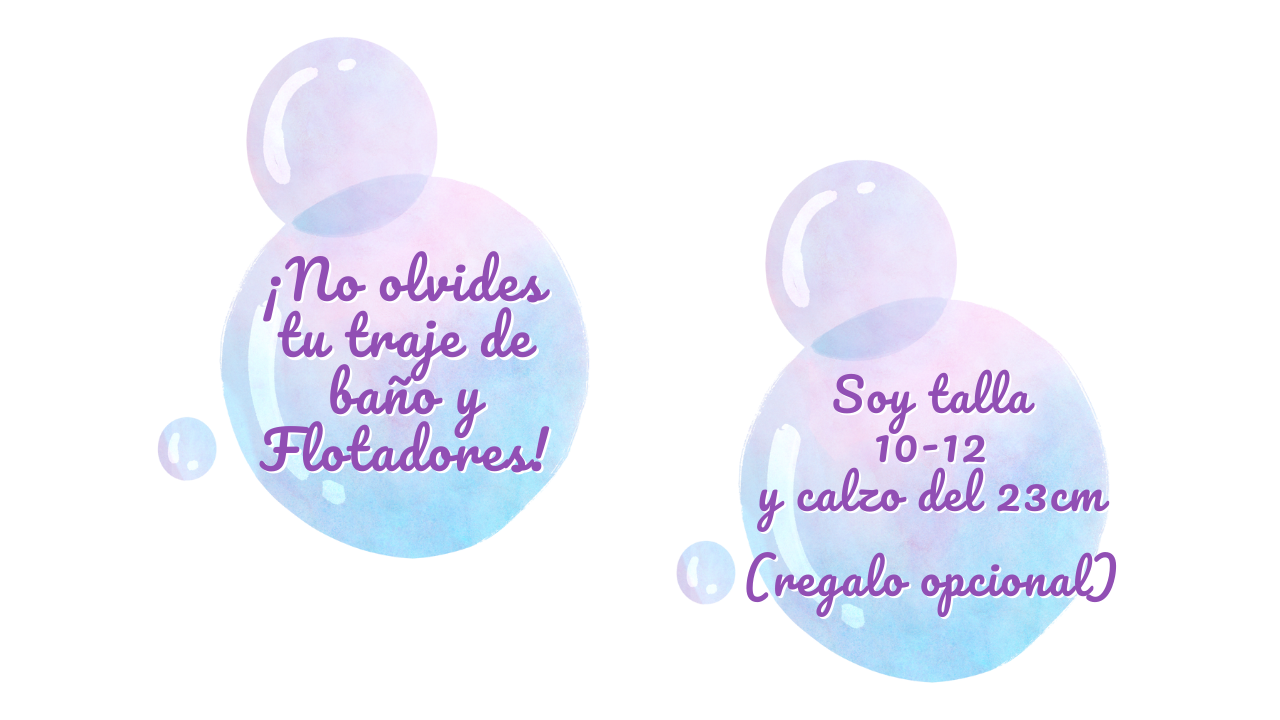 ¡No olvides
tu traje de
baño y
Flotadores!
Soy talla
10-12
y calzo del 23cm
(regalo opcional)